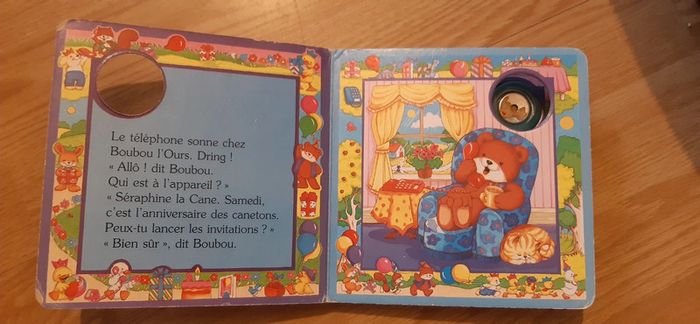 Le téléphone sonne chez
Boubou l'Ours. Dring !
« Allô ! dit Boubou.
Qui est à l'appareil ? »
« Séraphine la Cane. Samedi,
c'est l'anniversaire des canetons.
Peux-tu lancer les invitations ? »
« Bien sûr », dit Boubou.